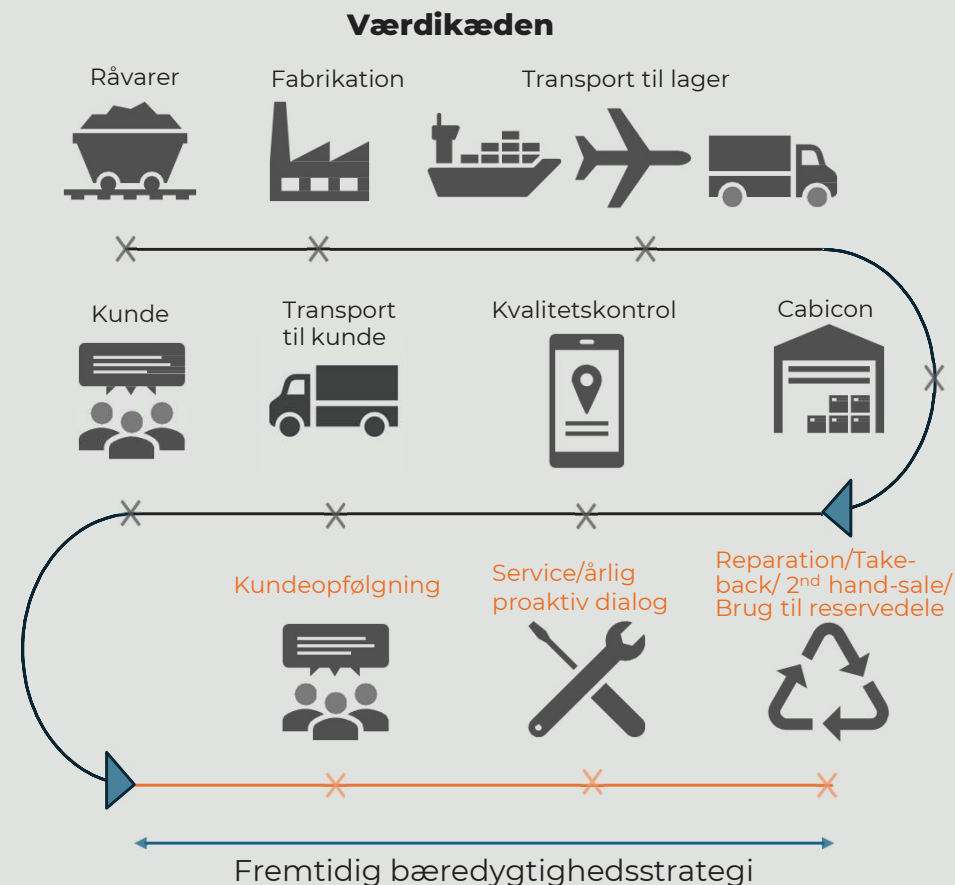 Værdikæden
Råvarer
Fabrikation
Transport til lager
Kunde
Transport
til kunde
Kvalitetskontrol
Cabicon
Kundeopfølgning
Service/årlig
proaktiv dialog
Reparation/Take-
back/ 2nd hand-sale/
Brug til reservedele
Fremtidig bæredygtighedsstrategi